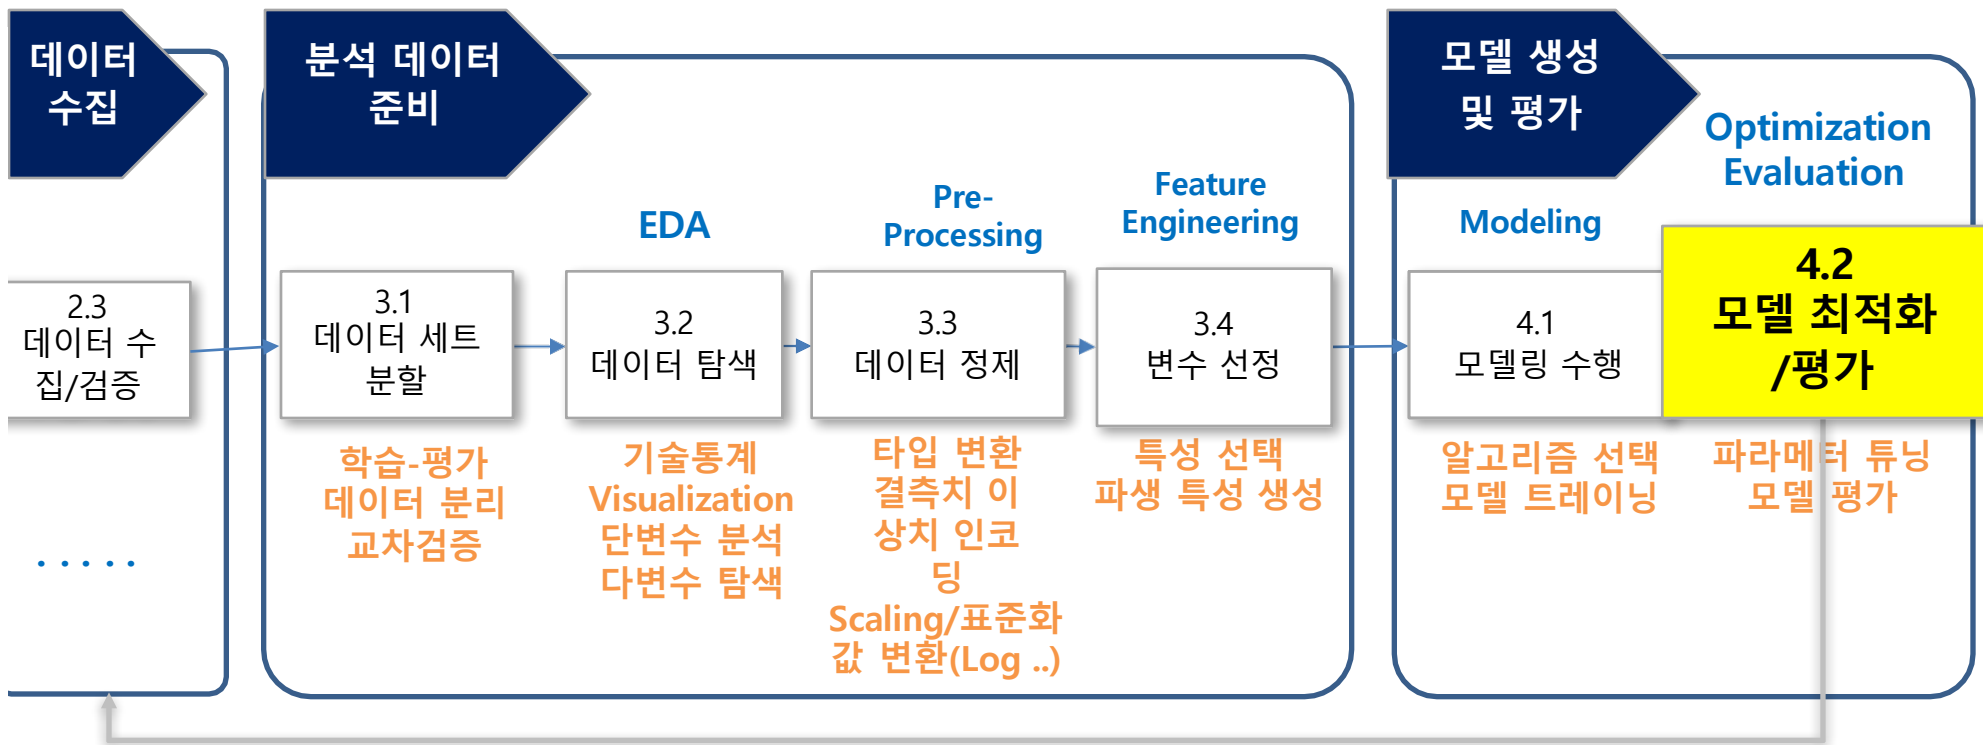 데이터
수집
분석 데이터
준비
모델 생성
및 평가
Optimization
Evaluation
EDA
Pre-
Processing
Feature
Engineering
Modeling
2.3
데이터 수
집/검증
3.1
데이터 세트
분할
3.2
데이터 탐색
3.3
데이터 정제
3.4
변수 선정
4.1
모델링 수행
4.2
모델 최적화
/평가
학습-평가
데이터 분리
교차검증
기술통계
Visualization
단변수 분석
다변수 탐색
타입 변환
결측치 이
상치 인코
딩
Scaling/표준화
값 변환(Log ..)
특성 선택
파생 특성 생성
알고리즘 선택
모델 트레이닝
파라메터 튜닝
모델 평가
.....